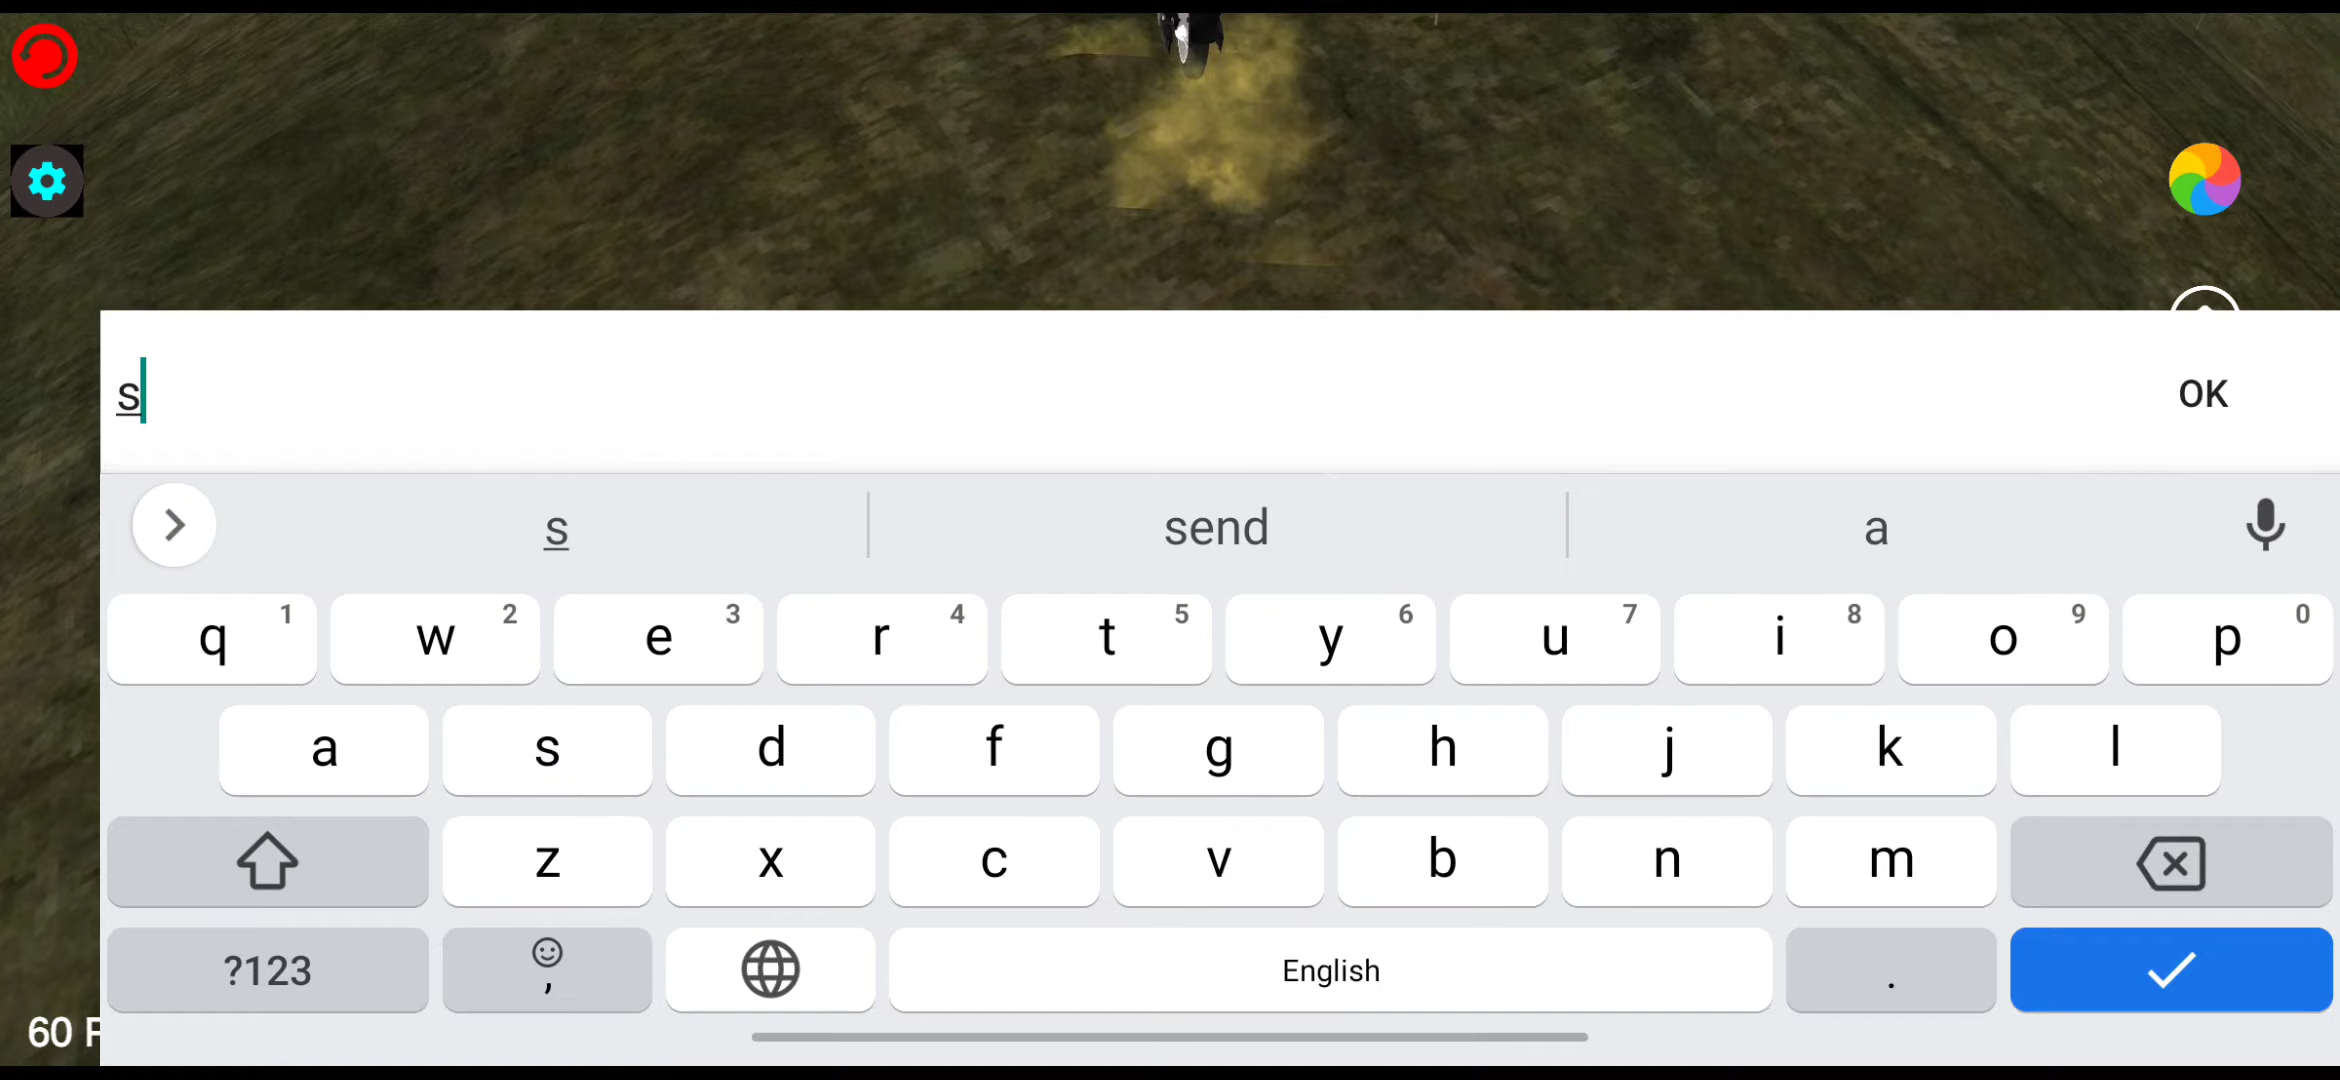 s
OK
s send a
q 1 w 2 e 3 r 4 t 5 y 6 u 7 i 8 o 9 p 0
a s d f g h j k l
z x c v b n m
?123 , English .
60 F